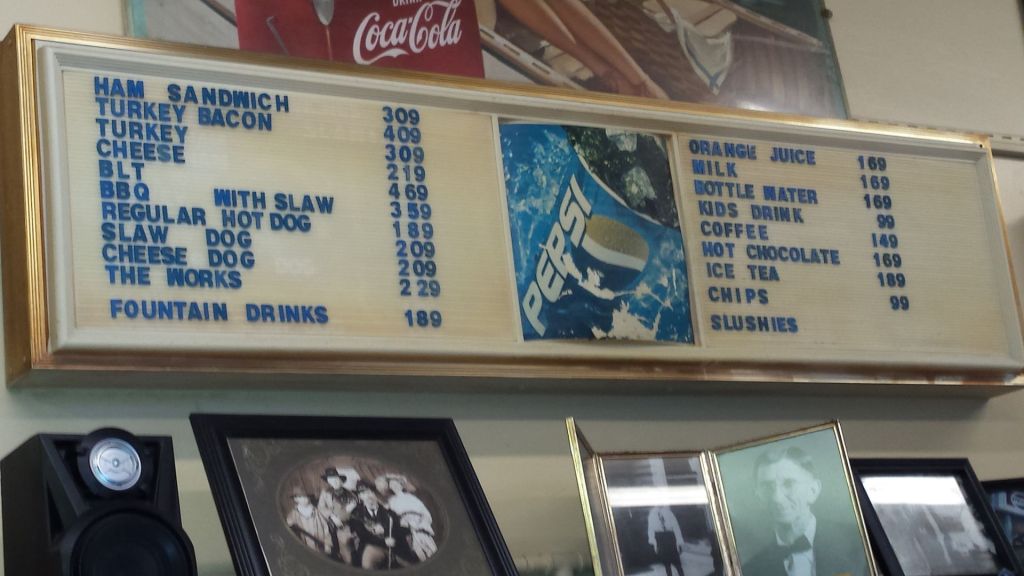 DRINK
Coca-Cola
HAM SANDWICH 309
TURKEY BACON 409
TURKEY 309
CHEESE 219
BLT 469
BBQ WITH SLAW 359
REGULAR HOT DOG 189
SLAW DOG 209
CHEESE DOG 209
THE WORKS 229
FOUNTAIN DRINKS 189
PEPSI
ORANGE JUICE 169
MILK 169
BOTTLE WATER 169
KIDS DRINK 99
COFFEE 149
HOT CHOCOLATE 169
ICE TEA 189
CHIPS 99
SLUSHIES